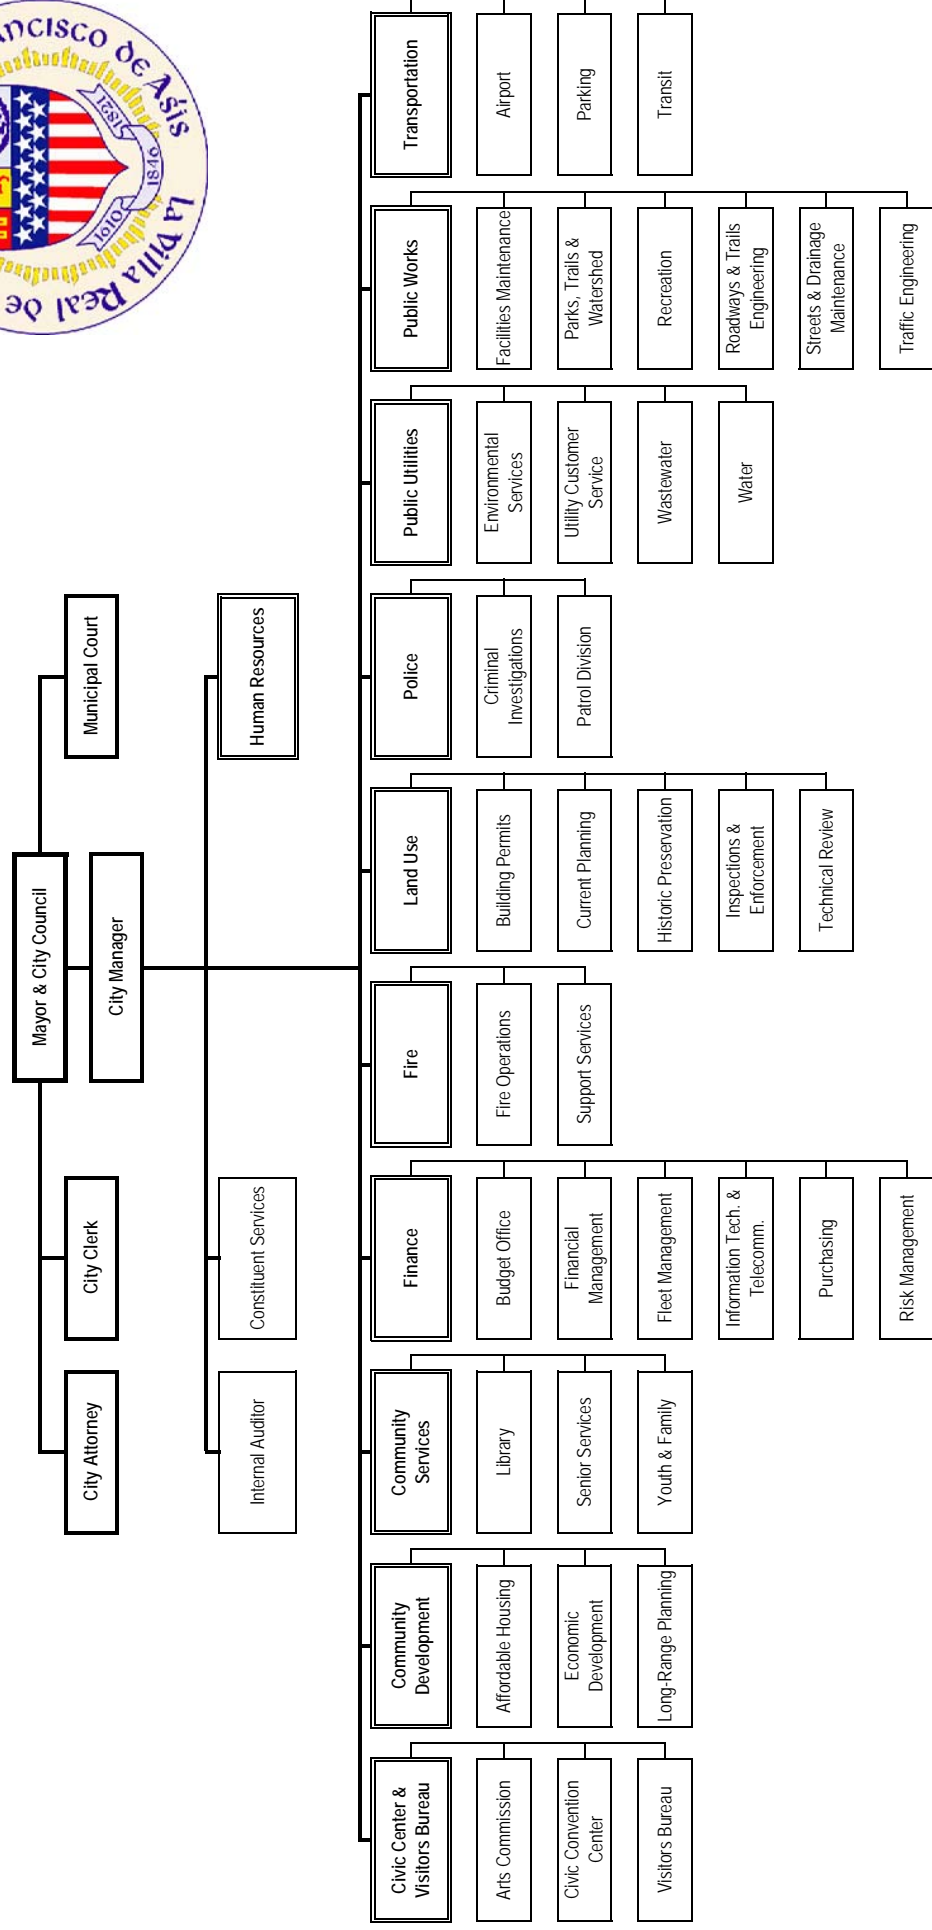 ncisco de Asis
La Villa Real de
1821
1846
1610
Mayor & City Council
City Attorney
City Clerk
City Manager
Municipal Court
Internal Auditor
Constituent Services
Human Resources
Civic Center &
Visitors Bureau
Arts Commission
Civic Convention
Center
Visitors Bureau
Community
Development
Affordable Housing
Economic
Development
Long-Range Planning
Community
Services
Library
Senior Services
Youth & Family
Finance
Budget Office
Financial
Management
Fleet Management
Information Tech. &
Telecomm.
Purchasing
Risk Management
Fire
Fire Operations
Support Services
Land Use
Building Permits
Current Planning
Historic Preservation
Inspections &
Enforcement
Technical Review
Police
Criminal
Investigations
Patrol Division
Public Utilities
Environmental
Services
Utility Customer
Service
Wastewater
Water
Public Works
Facilities Maintenance
Parks, Trails &
Watershed
Recreation
Roadways & Trails
Engineering
Streets & Drainage
Maintenance
Traffic Engineering
Transportation
Airport
Parking
Transit